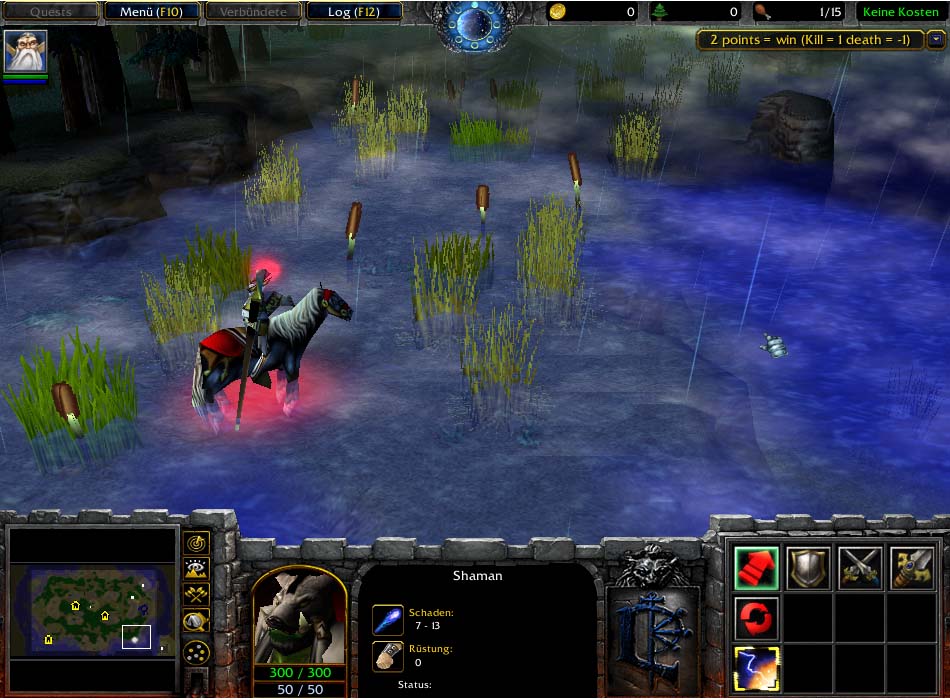 Quests Menü (F10) Verbündete Log (F12) 0 0 1/15 Keine Kosten
2 points = win (Kill = 1 death = -1)
Shaman
Schaden:
7 - 13
Rüstung:
0
300 / 300
50 / 50
Status: